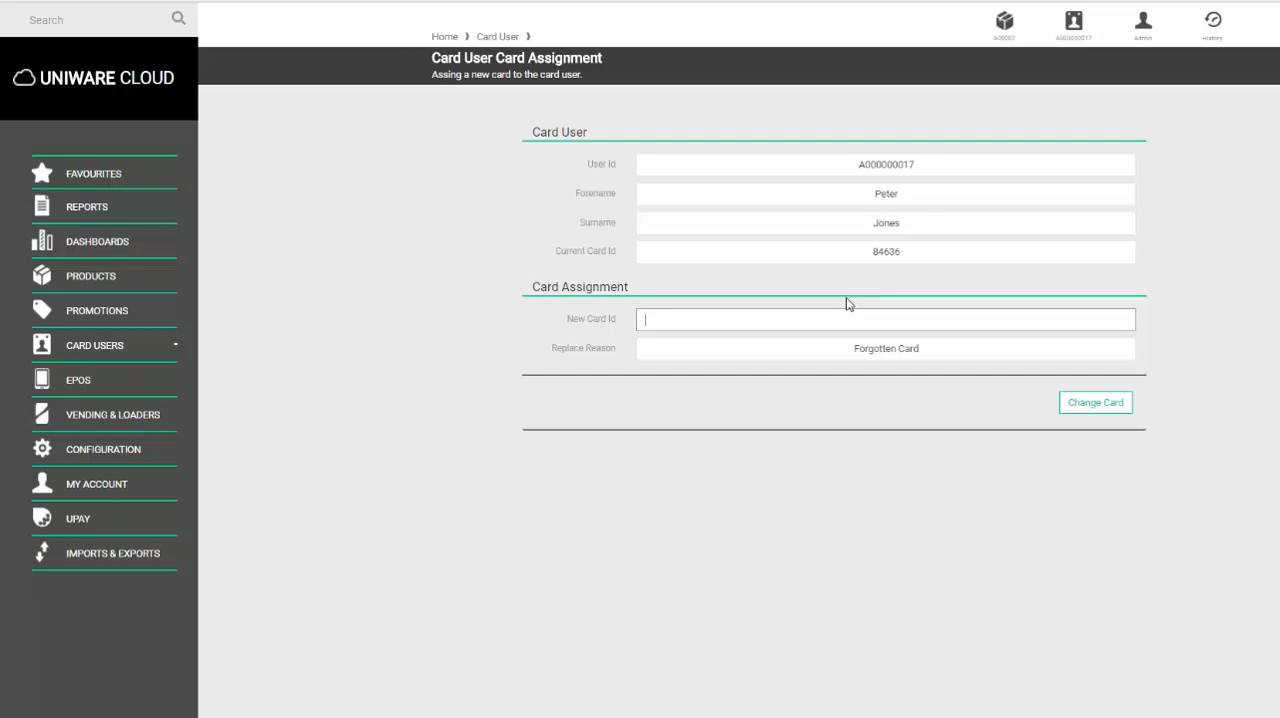 Search
Home ❯ Card User ❯
A00007
A000000017
Admin
History
Card User Card Assignment
Assing a new card to the card user.
UNIWARE CLOUD
FAVOURITES
REPORTS
DASHBOARDS
PRODUCTS
PROMOTIONS
CARD USERS
EPOS
VENDING & LOADERS
CONFIGURATION
MY ACCOUNT
UPAY
IMPORTS & EXPORTS
Card User
User Id A000000017
Forename Peter
Surname Jones
Current Card Id 84636
Card Assignment
New Card Id
Replace Reason Forgotten Card
Change Card